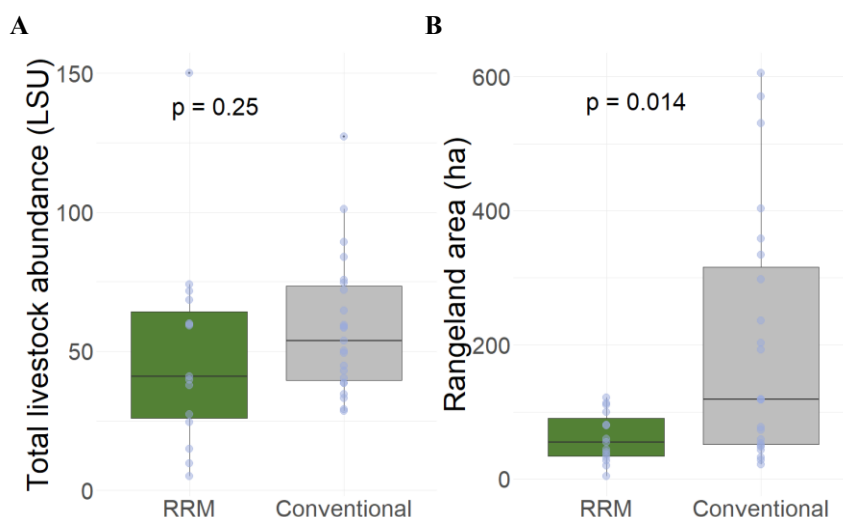 A
Total livestock abundance (LSU)
150
100
50
0
p = 0.25
RRM Conventional
B
Rangeland area (ha)
600
400
200
0
p = 0.014
RRM Conventional